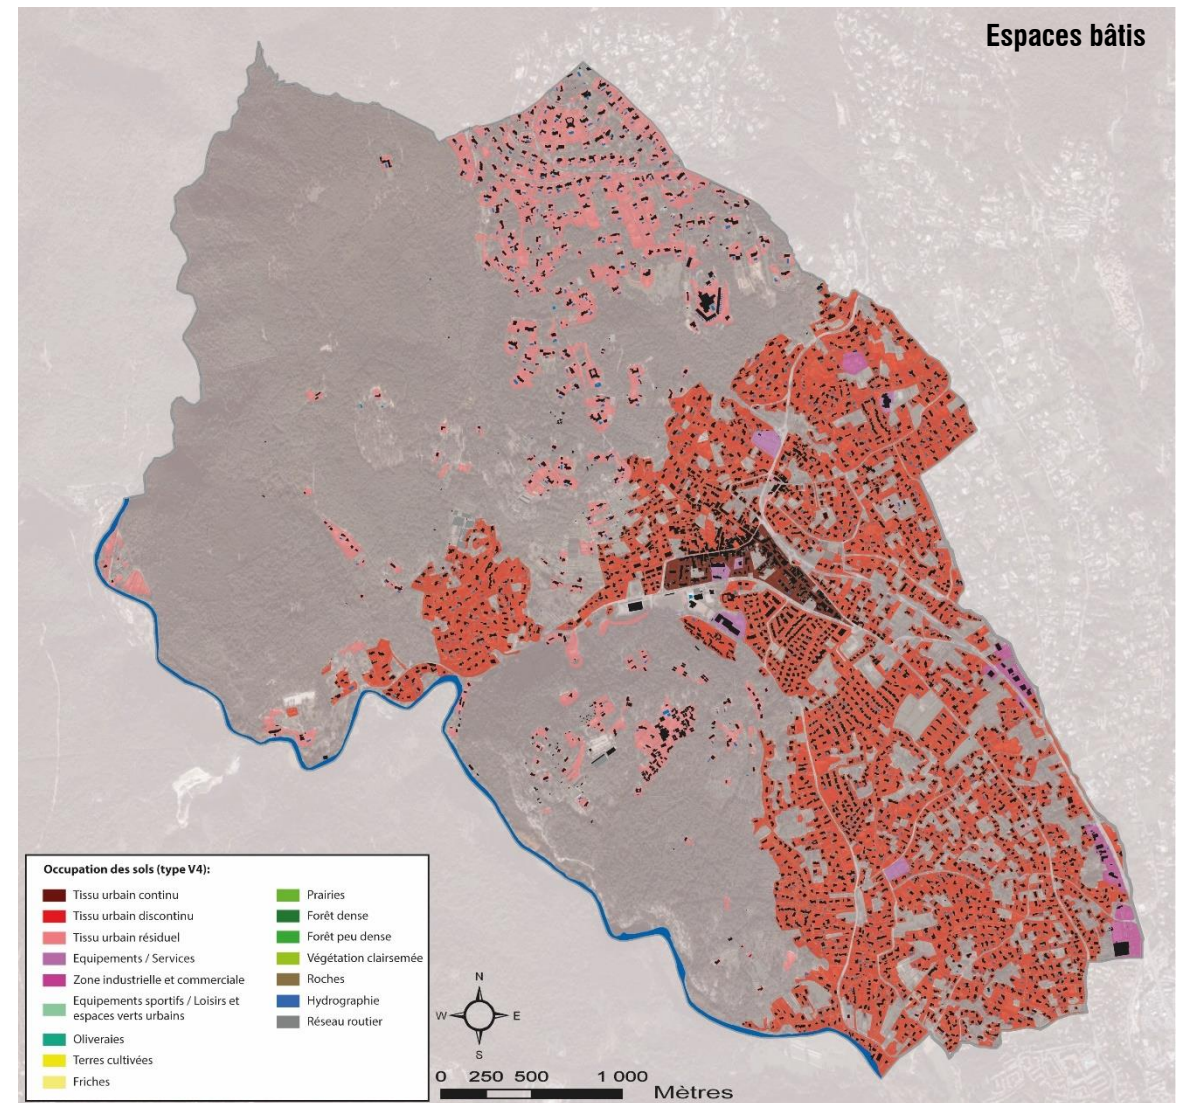 Espaces bâtis
Occupation des sols (type V4):
Tissu urbain continu
Tissu urbain discontinu
Tissu urbain résiduel
Equipements / Services
Zone industrielle et commerciale
Equipements sportifs / Loisirs et
espaces verts urbains
Oliveraies
Terres cultivées
Friches
Prairies
Forêt dense
Forêt peu dense
Végétation clairsemée
Roches
Hydrographie
Réseau routier
N
W
E
S
0 250 500 1 000
Mètres